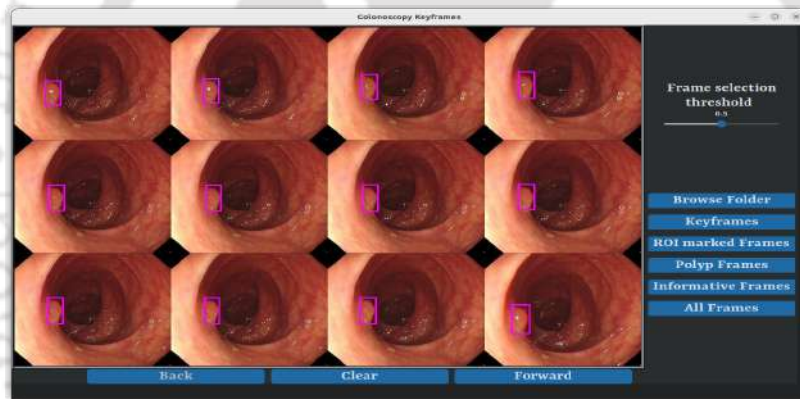 Colonoscopy Keyframes
Frame selection
threshold
0.5
Browse Folder
Keyframes
ROI marked Frames
Polyp Frames
Informative Frames
All Frames
Back
Clear
Forward